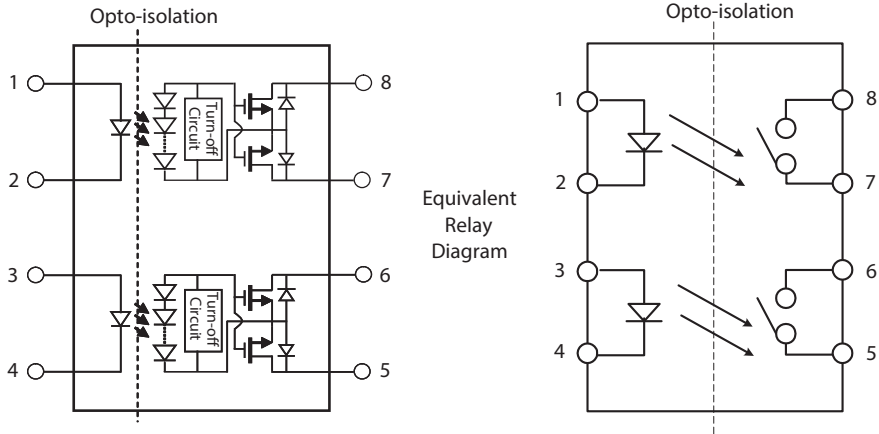 Opto-isolation
1
2
3
4
Turn-off
Circuit
Turn-off
Circuit
8
7
6
5
Equivalent
Relay
Diagram
Opto-isolation
1
2
3
4
8
7
6
5